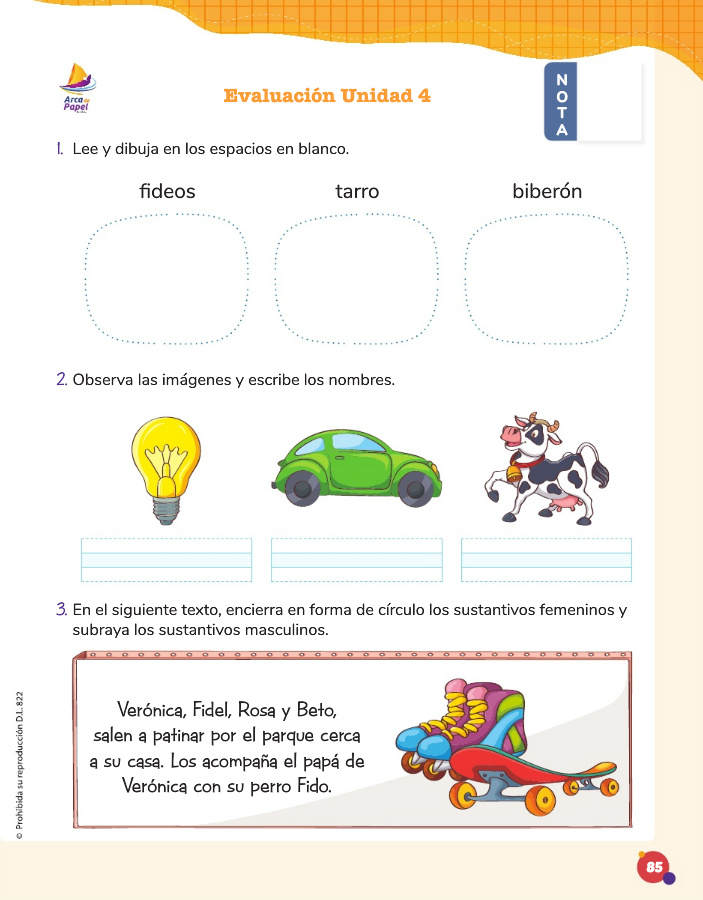 Arca de
Papel
Evaluación Unidad 4
N
O
T
A
1. Lee y dibuja en los espacios en blanco.
fideos tarro biberón
2. Observa las imágenes y escribe los nombres.
3. En el siguiente texto, encierra en forma de círculo los sustantivos femeninos y
subraya los sustantivos masculinos.
Verónica, Fidel, Rosa y Beto,
salen a patinar por el parque cerca
a su casa. Los acompaña el papá de
Verónica con su perro Fido.
© Prohibida su reproducción D.L. 822
85